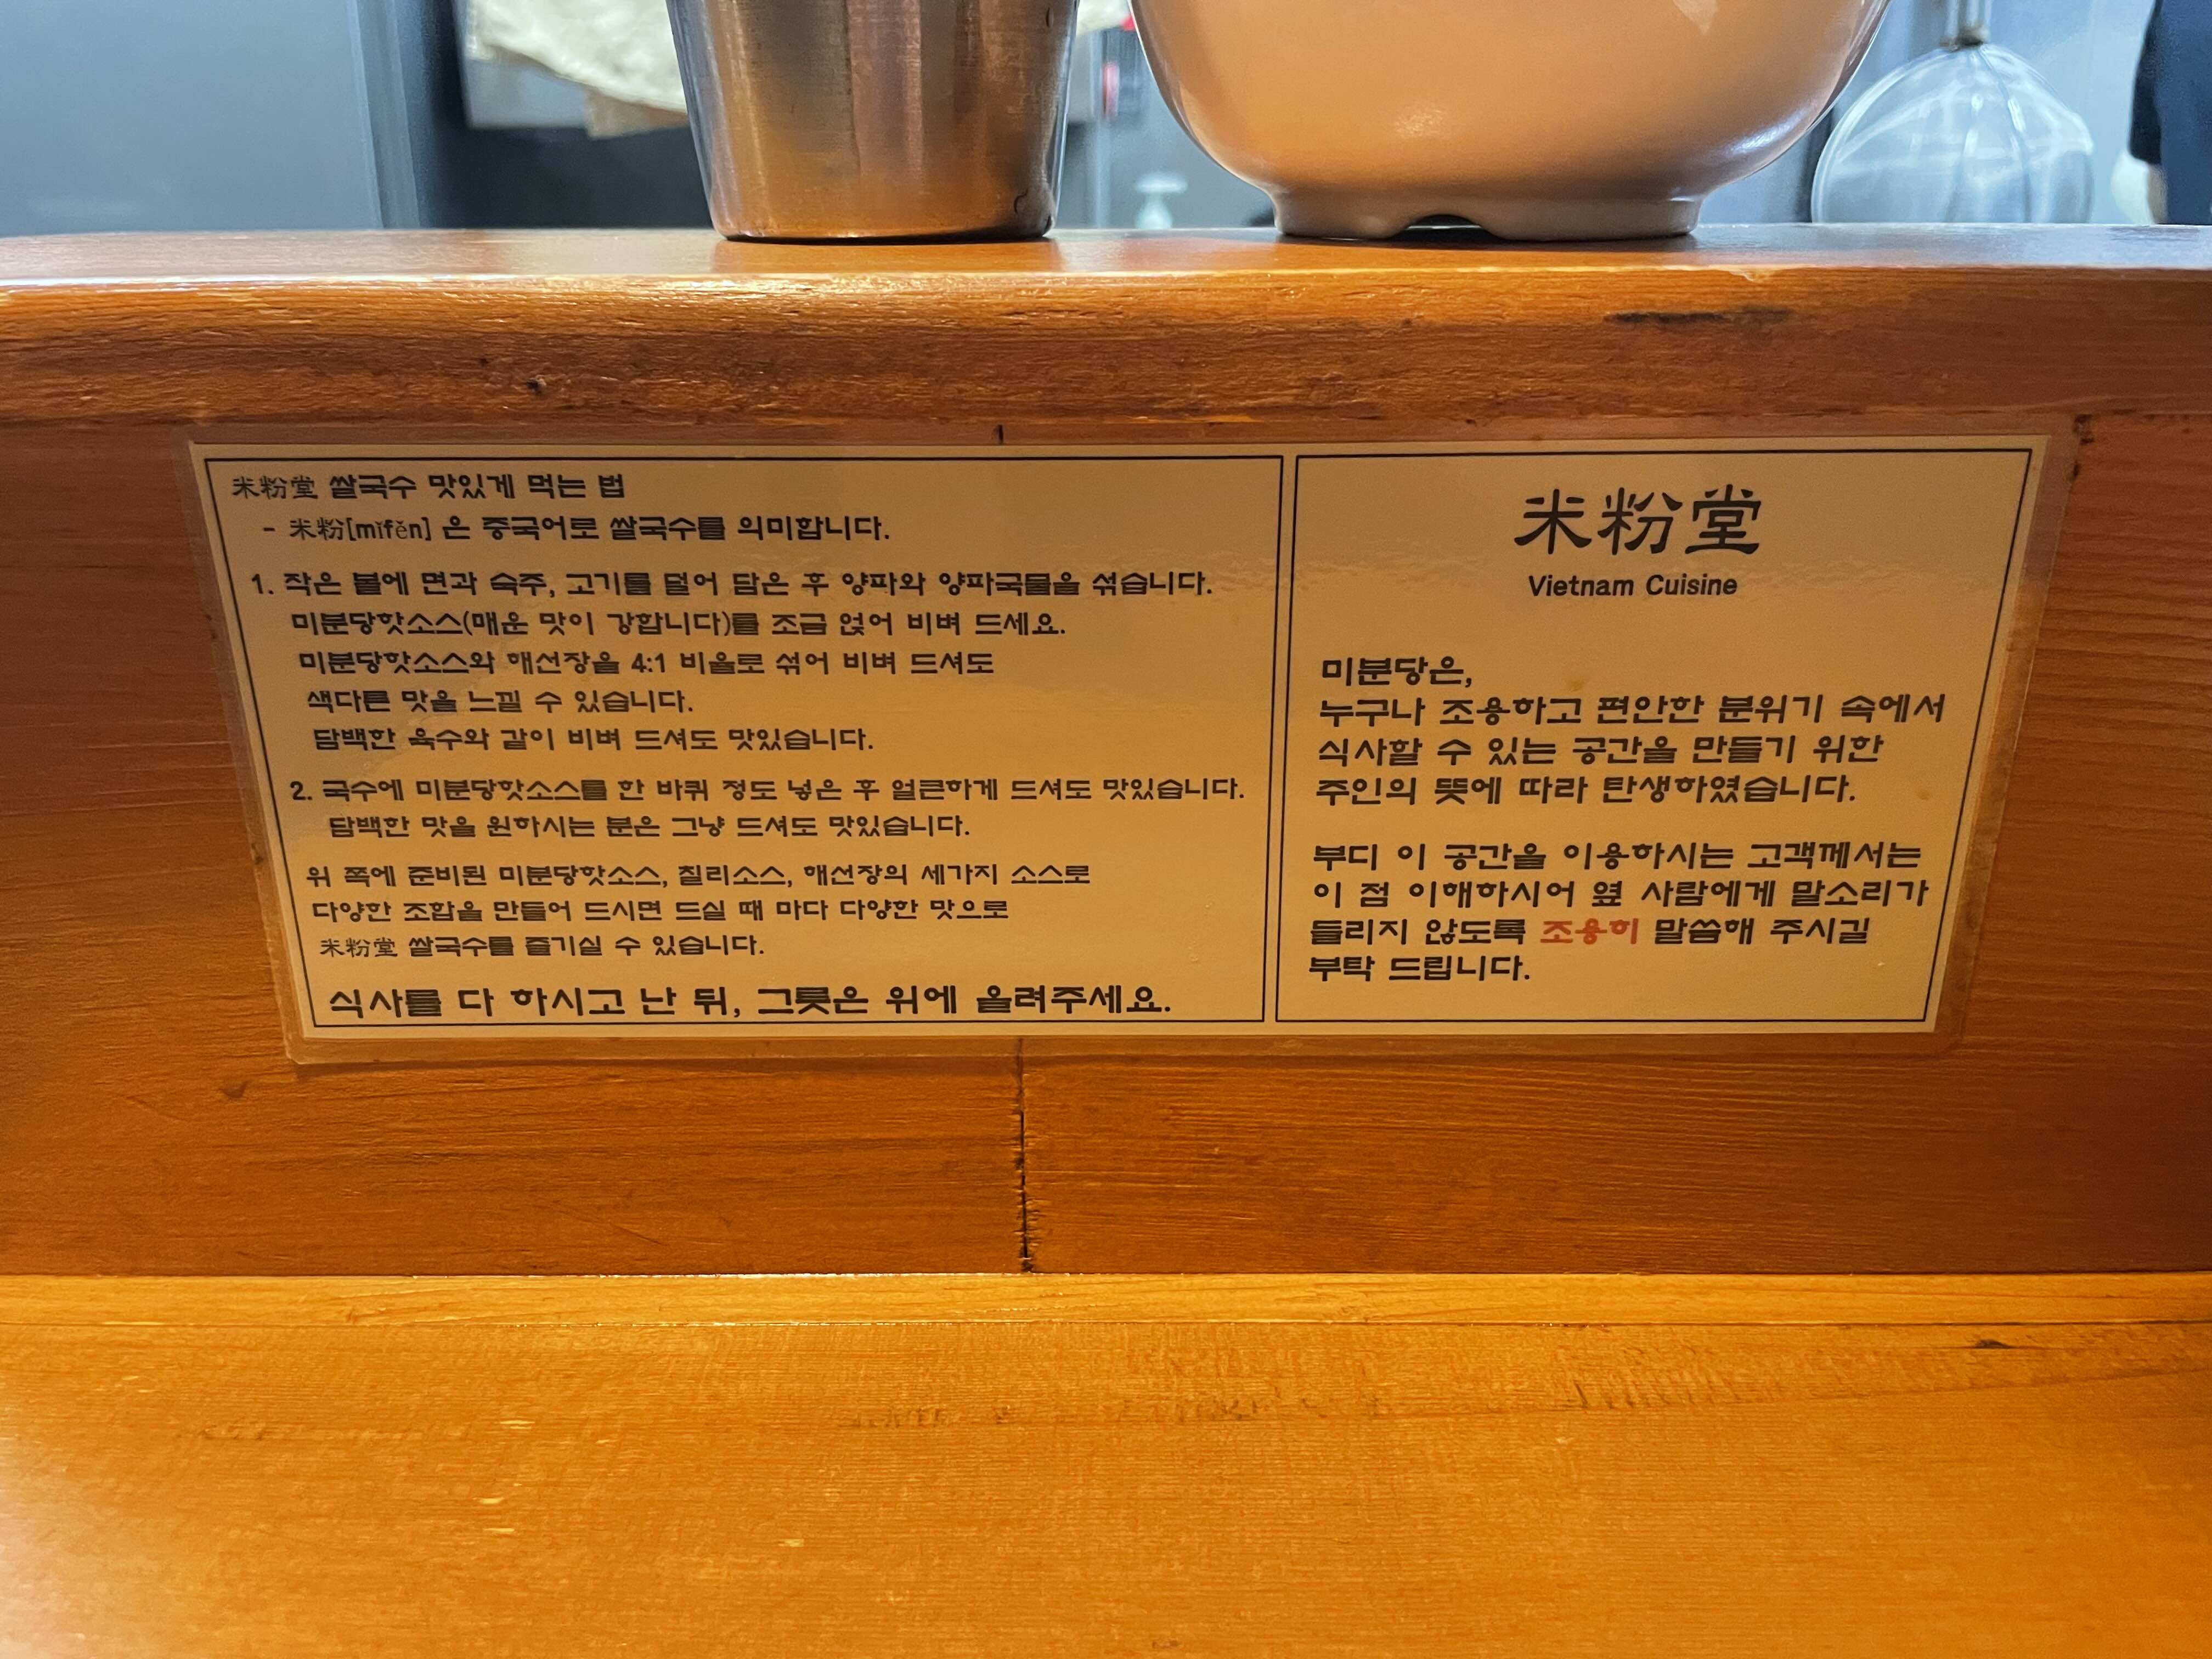 米粉堂 쌀국수 맛있게 먹는 법
- 米粉[mǐfěn] 은 중국어로 쌀국수를 의미합니다.
1. 작은 볼에 면과 숙주, 고기를 덜어 담은 후 양파와 양파국물을 섞습니다.
미분당핫소스(매운 맛이 강합니다)를 조금 얹어 비벼 드세요.
미분당핫소스와 해선장을 4:1 비율로 섞어 비벼 드셔도
색다른 맛을 느낄 수 있습니다.
담백한 육수와 같이 비벼 드셔도 맛있습니다.
2. 국수에 미분당핫소스를 한 바퀴 정도 넣은 후 얼큰하게 드셔도 맛있습니다.
담백한 맛을 원하시는 분은 그냥 드셔도 맛있습니다.
위 쪽에 준비된 미분당핫소스, 칠리소스, 해선장의 세가지 소스로
다양한 조합을 만들어 드시면 드실 때 마다 다양한 맛으로
米粉堂 쌀국수를 즐기실 수 있습니다.
식사를 다 하시고 난 뒤, 그릇은 위에 올려주세요.
米粉堂
Vietnam Cuisine
미분당은,
누구나 조용하고 편안한 분위기 속에서
식사할 수 있는 공간을 만들기 위한
주인의 뜻에 따라 탄생하였습니다.
부디 이 공간을 이용하시는 고객께서는
이 점 이해하시어 옆 사람에게 말소리가
들리지 않도록 조용히 말씀해 주시길
부탁 드립니다.